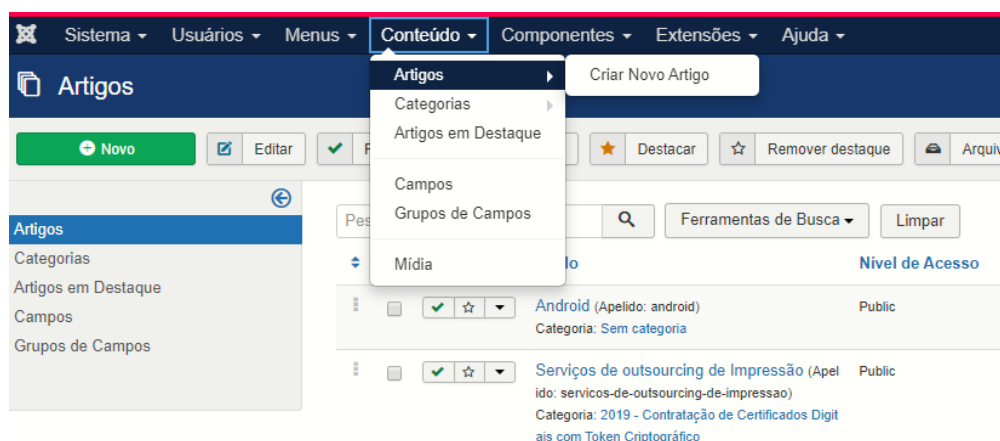 Sistema Usuários Menus Conteúdo Componentes Extensões Ajuda
Artigos
Artigos
Criar Novo Artigo
Categorias
Artigos em Destaque
Campos
Grupos de Campos
Mídia
Novo Editar Destacar Remover destaque
Artigos
Categorias
Artigos em Destaque
Campos
Grupos de Campos
Ferramentas de Busca Limpar
Nível de Acesso
Android (Apelido: android) Public
Categoria: Sem categoria
Serviços de outsourcing de Impressão (Apel Public
ido: servicos-de-outsourcing-de-impressao)
Categoria: 2019 - Contratação de Certificados Digit
ais com Token Criptográfico